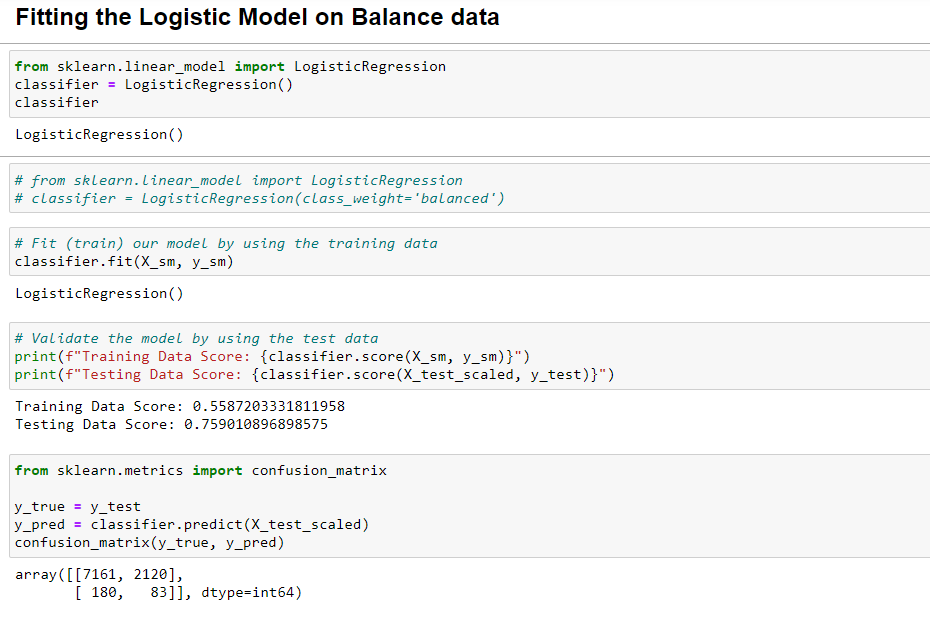 Fitting the Logistic Model on Balance data
from sklearn.linear_model import LogisticRegression
classifier = LogisticRegression()
classifier
LogisticRegression()
# from sklearn.linear_model import LogisticRegression
# classifier = LogisticRegression(class_weight='balanced')
# Fit (train) our model by using the training data
classifier.fit(X_sm, y_sm)
LogisticRegression()
# Validate the model by using the test data
print(f"Training Data Score: {classifier.score(X_sm, y_sm)}")
print(f"Testing Data Score: {classifier.score(X_test_scaled, y_test)}")
Training Data Score: 0.5587203331811958
Testing Data Score: 0.759010896898575
from sklearn.metrics import confusion_matrix
y_true = y_test
y_pred = classifier.predict(X_test_scaled)
confusion_matrix(y_true, y_pred)
array([[7161, 2120],
[ 180, 83]], dtype=int64)